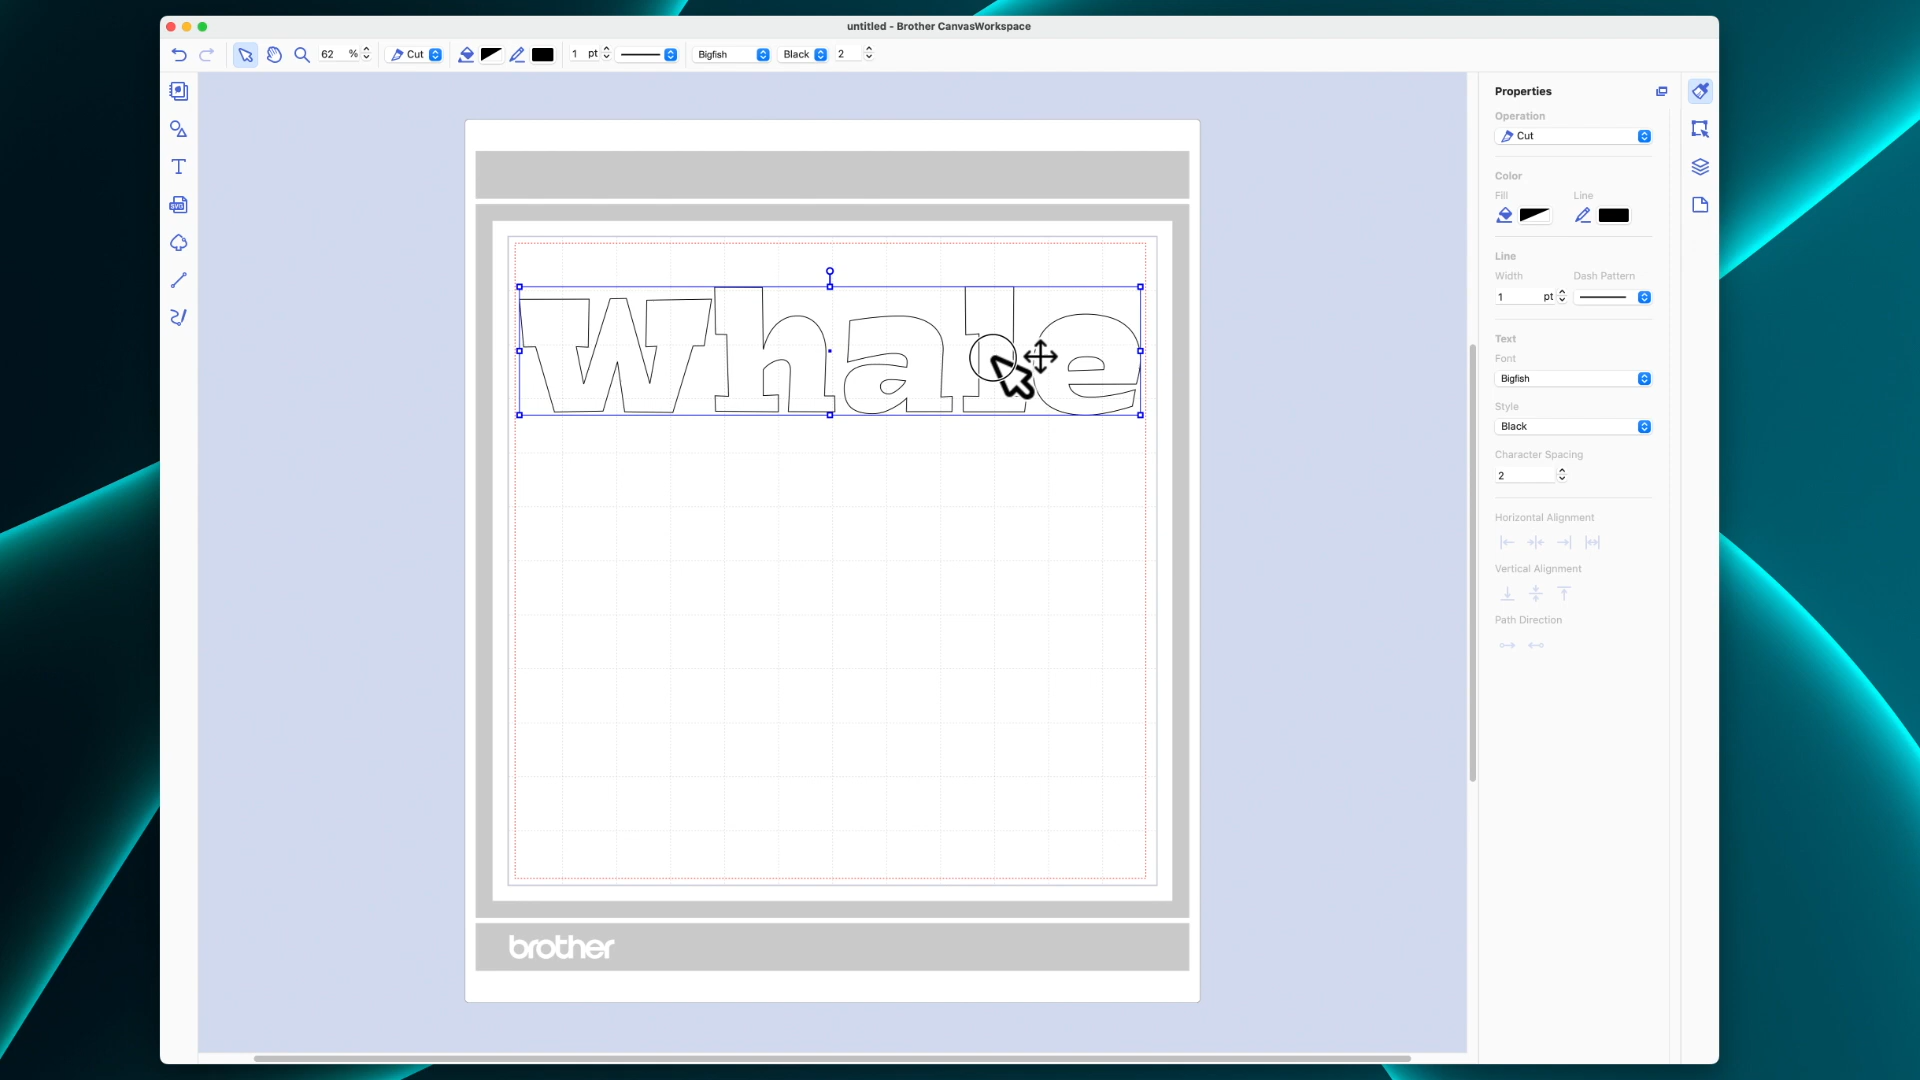 untitled - Brother CanvasWorkspace
62 % Cut 1 pt Bigfish Black 2
Properties
Operation
Cut
Color
Fill Line
Line
Width Dash Pattern
1 pt
Text
Font
Bigfish
Style
Black
Character Spacing
2
Horizontal Alignment
Vertical Alignment
Path Direction
T
SVG
Whale
brother